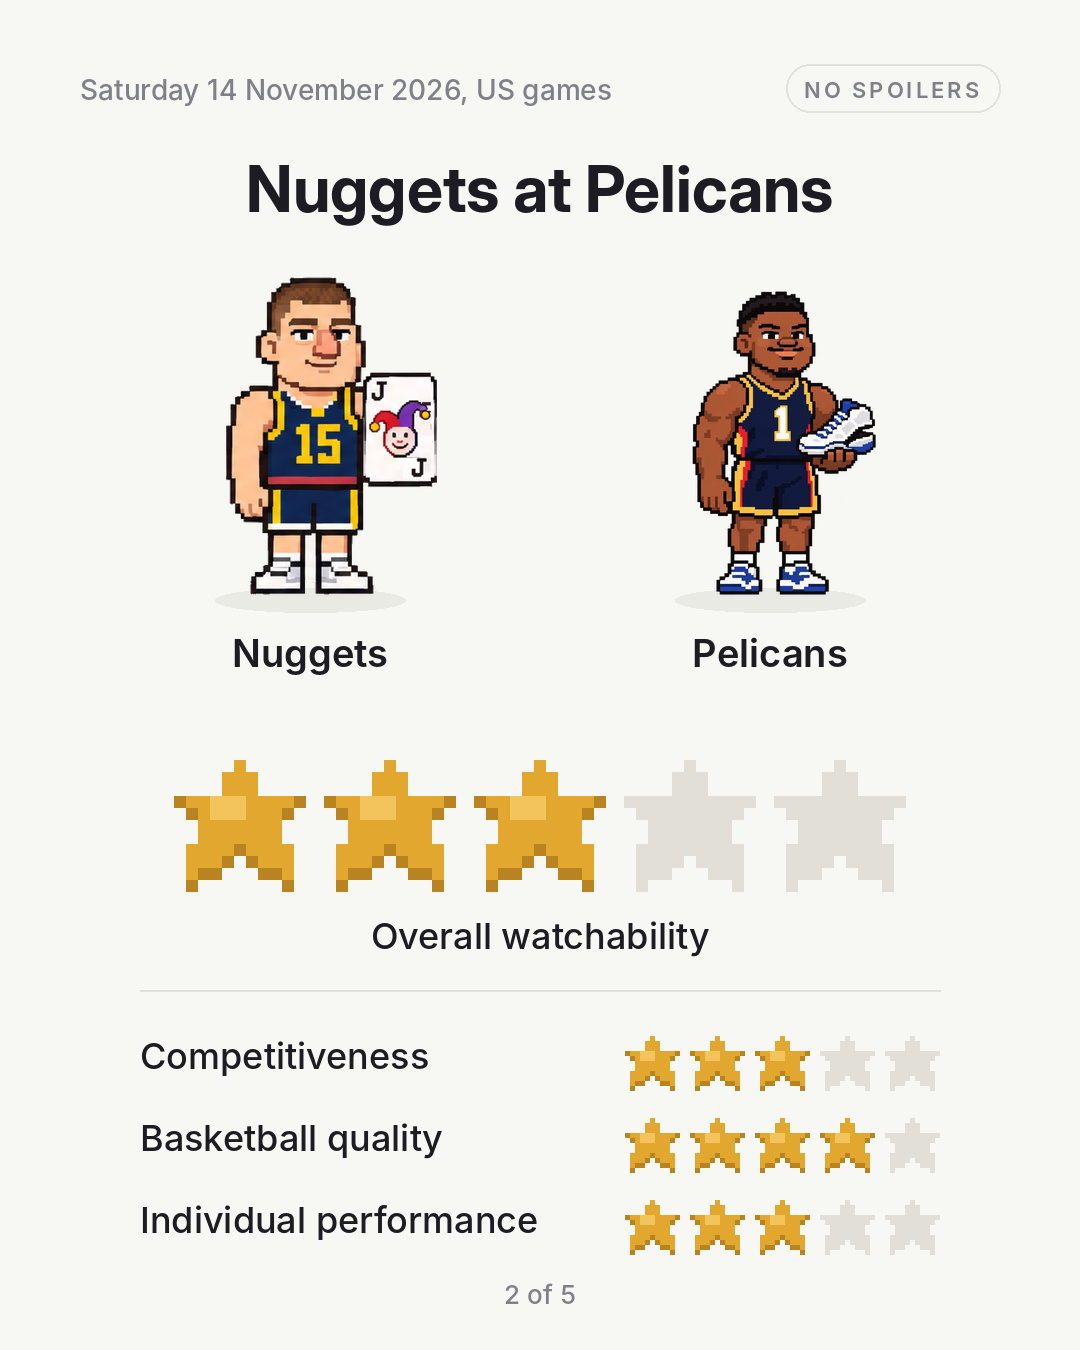 Saturday 14 November 2026, US games
NO SPOILERS
Nuggets at Pelicans
J
15
J
1
Nuggets
Pelicans
Overall watchability
Competitiveness
Basketball quality
Individual performance
2 of 5